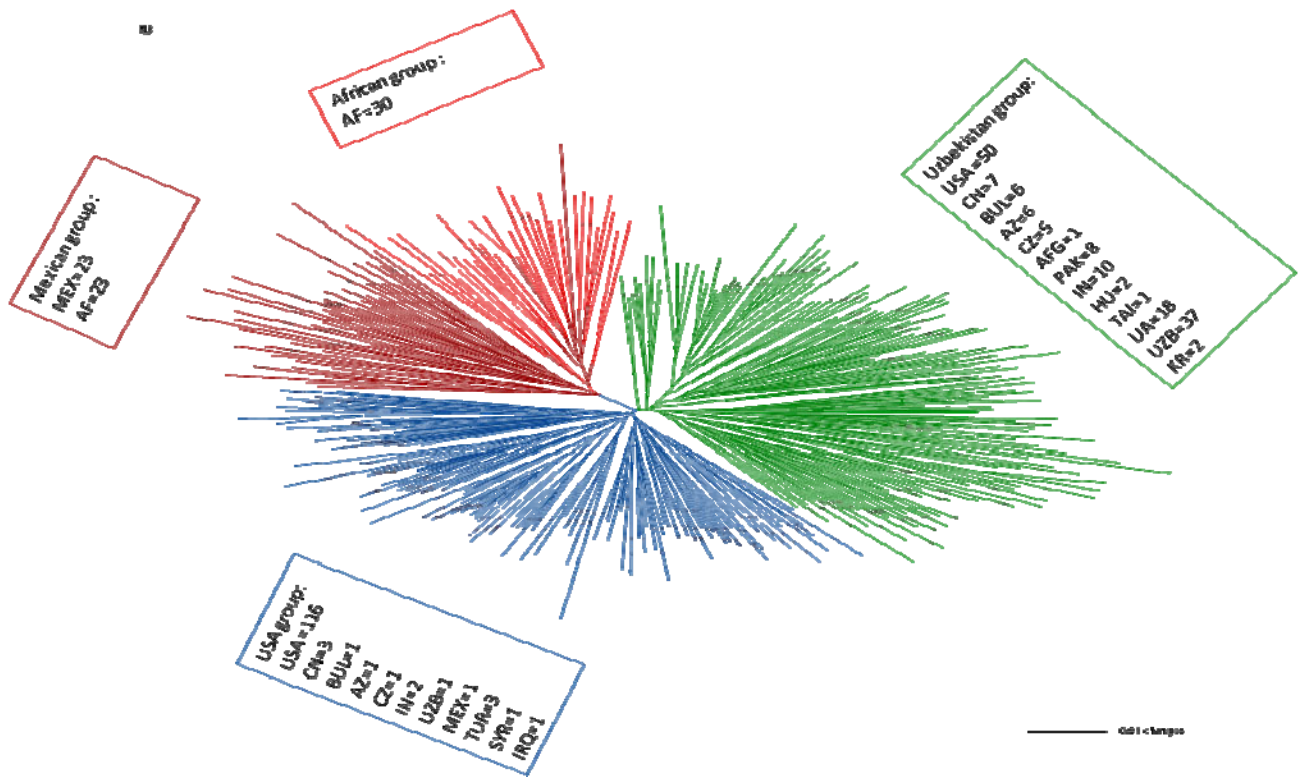 NJ
African group :
AF=30
Mexican group :
MEX=23
AF=23
Uzbekistan group:
USA=50
CN=7
BUL=6
AZ=6
CZ=5
AFG=1
PAK=8
IN=10
HU=2
TAJ=1
UA=18
UZB=37
KR=2
USA group:
USA=116
CN=3
BUL=1
AZ=1
CZ=1
IN=2
UZB=1
MEX=1
TUR=3
SYR=1
IRQ=1
changes